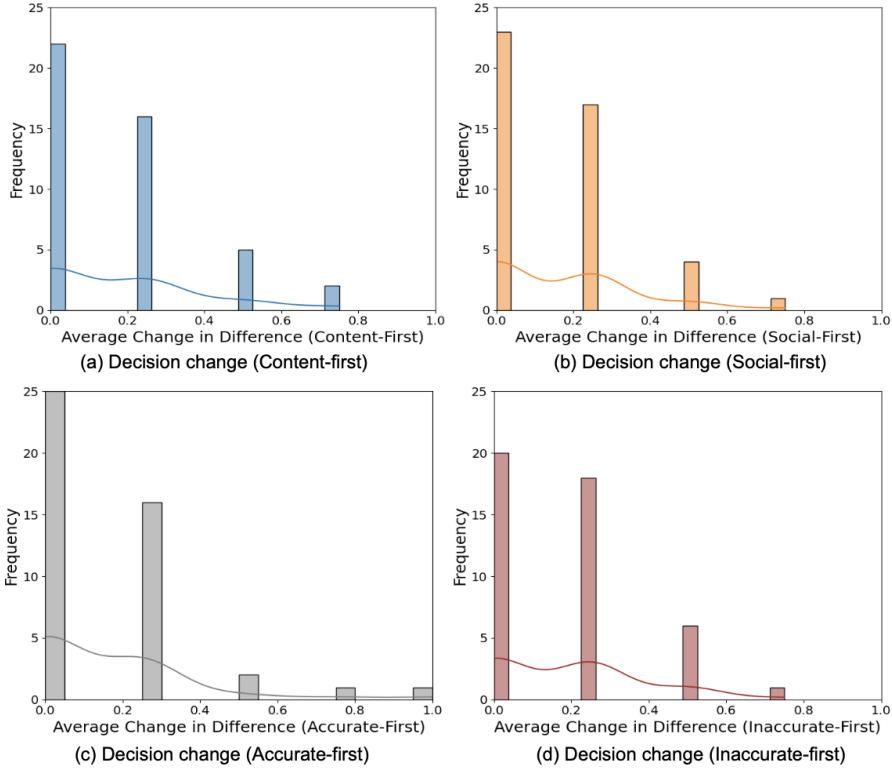 25
20
15
10
5
0
Frequency
0.0 0.2 0.4 0.6 0.8 1.0
Average Change in Difference (Content-First)
(a) Decision change (Content-first)
25
20
15
10
5
0
Frequency
0.0 0.2 0.4 0.6 0.8 1.0
Average Change in Difference (Social-First)
(b) Decision change (Social-first)
25
20
15
10
5
0
Frequency
0.0 0.2 0.4 0.6 0.8 1.0
Average Change in Difference (Accurate-First)
(c) Decision change (Accurate-first)
25
20
15
10
5
0
Frequency
0.0 0.2 0.4 0.6 0.8 1.0
Average Change in Difference (Inaccurate-First)
(d) Decision change (Inaccurate-first)